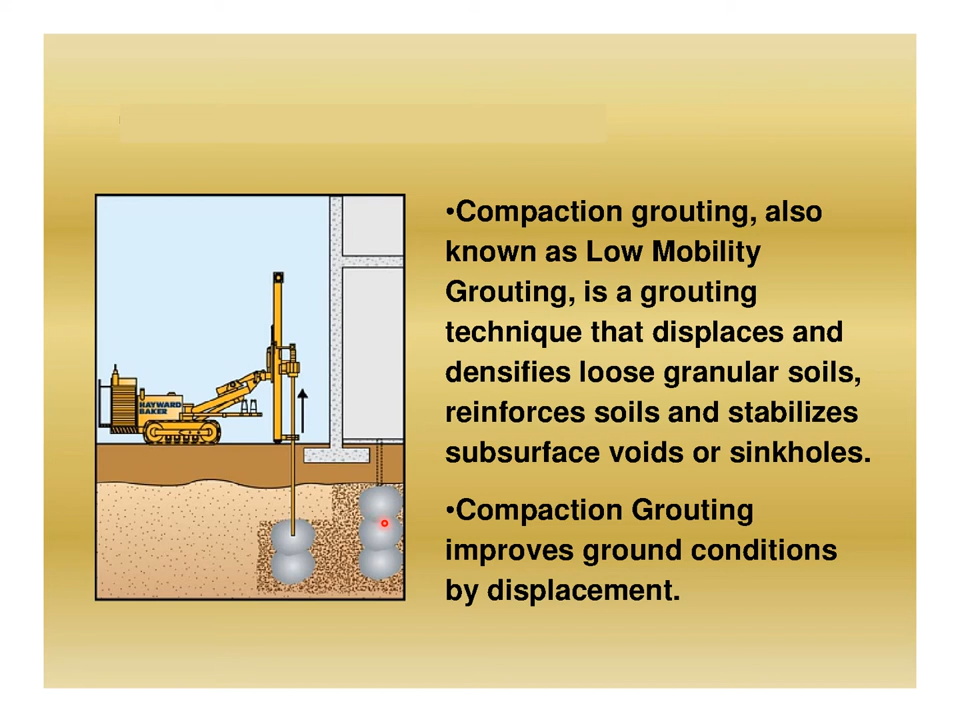 •Compaction grouting, also
known as Low Mobility
Grouting, is a grouting
technique that displaces and
densifies loose granular soils,
reinforces soils and stabilizes
subsurface voids or sinkholes.
•Compaction Grouting
improves ground conditions
by displacement.
HAYWARD
BAKER